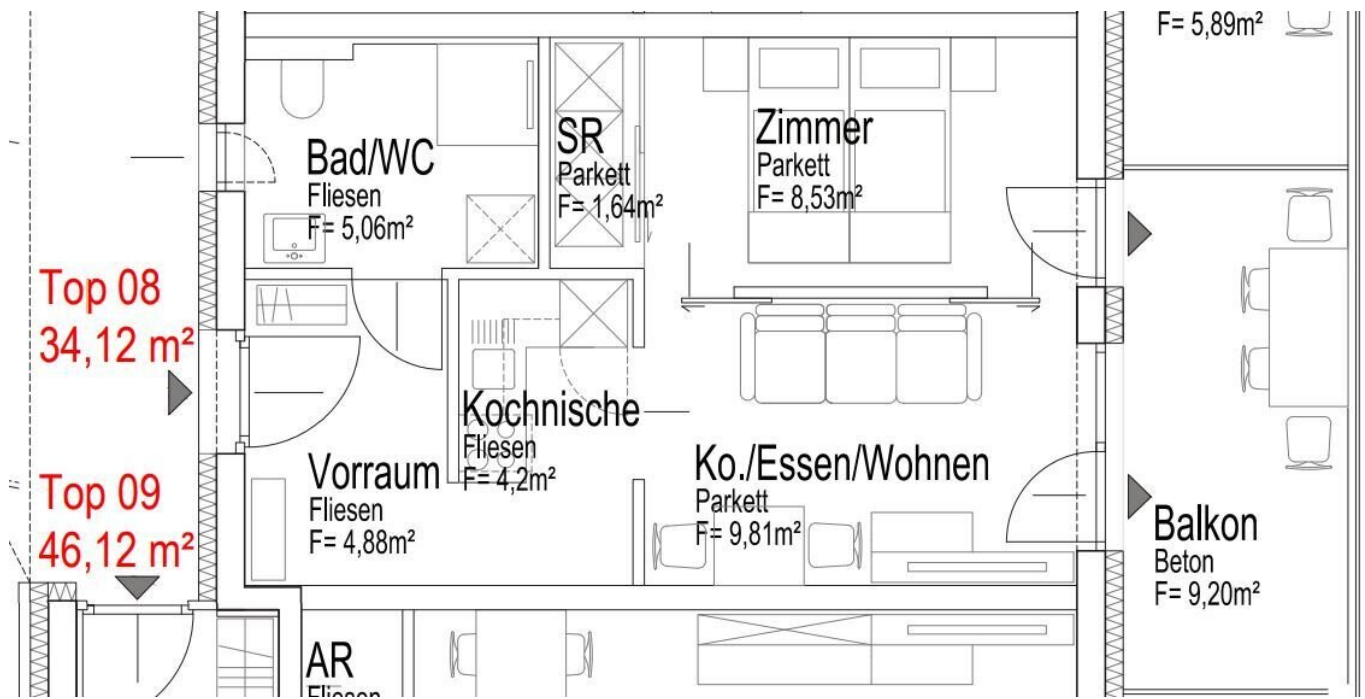 F= 5,89m²
Bad/WC
Fliesen
F= 5,06m²
SR
Parkett
F= 1,64m²
Zimmer
Parkett
F= 8,53m²
Top 08
34,12 m²
Kochnische
Fliesen
F= 4,2m²
Vorraum
Fliesen
F= 4,88m²
Ko./Essen/Wohnen
Parkett
F= 9,81m²
Top 09
46,12 m²
Balkon
Beton
F= 9,20m²
AR
Fliesen